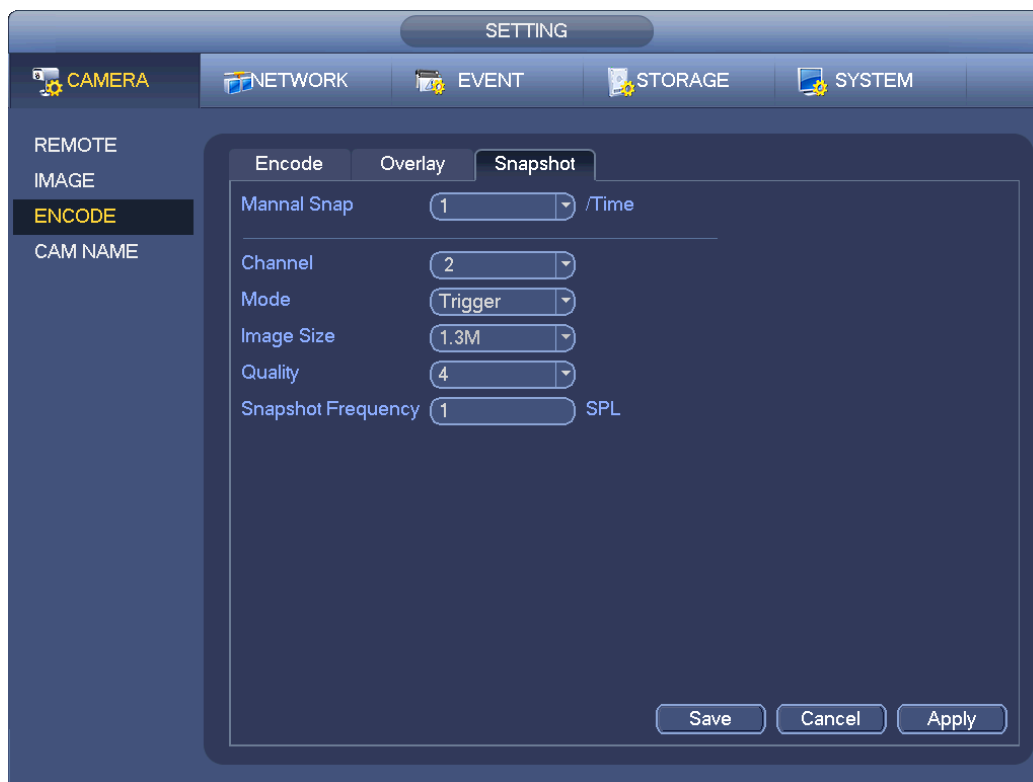 SETTING
CAMERA NETWORK EVENT STORAGE SYSTEM
REMOTE
IMAGE
ENCODE
CAM NAME
Encode Overlay Snapshot
Mannal Snap 1 /Time
Channel 2
Mode Trigger
Image Size 1.3M
Quality 4
Snapshot Frequency 1 SPL
Save Cancel Apply